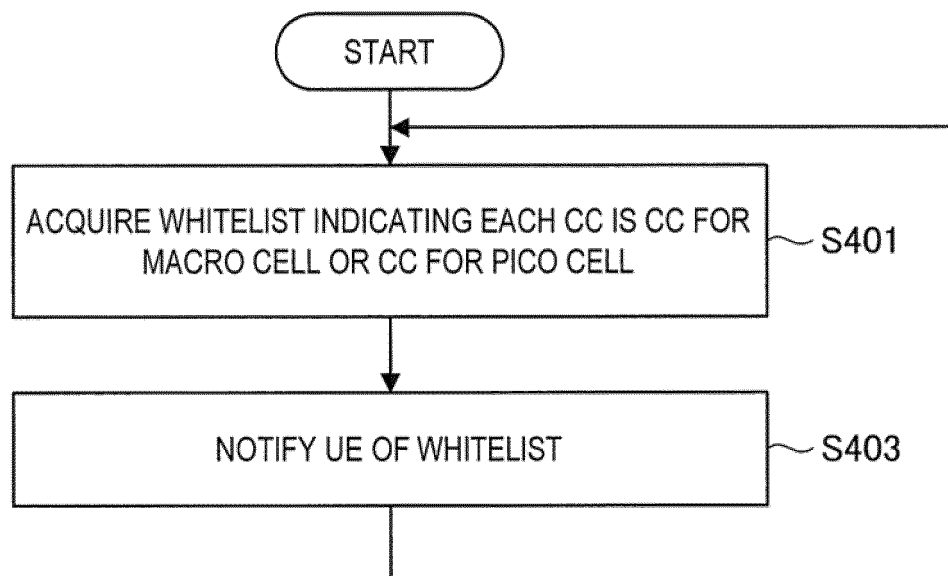 START
ACQUIRE WHITELIST INDICATING EACH CC IS CC FOR
MACRO CELL OR CC FOR PICO CELL
S401
NOTIFY UE OF WHITELIST
S403